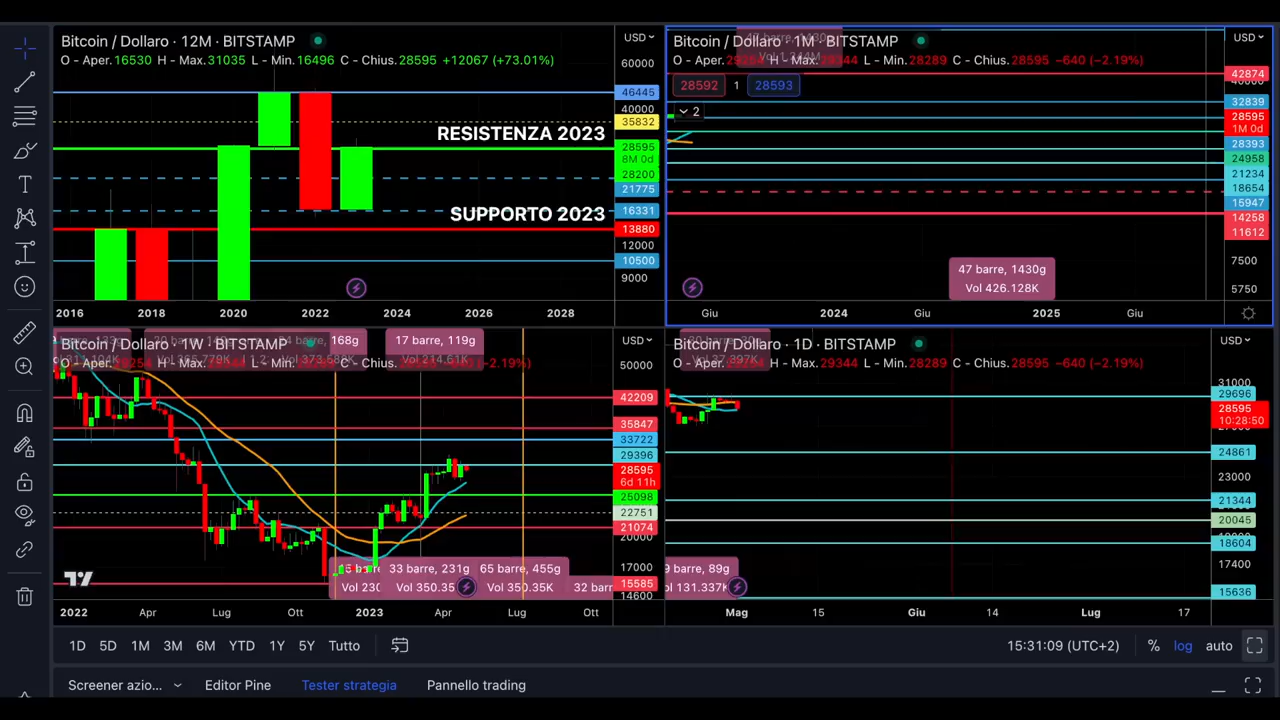 Bitcoin / Dollaro · 12M · BITSTAMP
USD
O - Aper. 16530 H - Max. 31035 L - Min. 16496 C - Chius. 28595 +12067 (+73.01%)
60000
46445
40000
35832
RESISTENZA 2023
28595
8M 0d
28200
21775
SUPPORTO 2023
16331
13880
12000
10500
9000
2016 2018 2020 2022 2024 2026 2028
Bitcoin / Dollaro · 1M · BITSTAMP
USD
H - Max. L - Min. 28289 C - Chius. 28595 −640 (−2.19%)
28592 1 28593
2
42874
32839
28595
1M 0d
28393
24958
21234
18654
15947
14258
11612
7500
5750
47 barre, 1430g
Vol 426.128K
Giu 2024 Giu 2025 Giu
Bitcoin / Dollaro · 1W · BITSTAMP
168g
17 barre, 119g
Vol 214.61K
USD
50000
42209
35847
33722
29396
28595
6d 11h
25098
22751
21074
20000
17000
15585
14600
33 barre, 231g
65 barre, 455g
Vol 350.35
Vol 350.35K
32 barr
2022 Apr Lug Ott 2023 Apr Lug Ott
Bitcoin / Dollaro · 1D · BITSTAMP
USD
H - Max. 29344 L - Min. 28289 C - Chius. 28595 −640 (−2.19%)
31000
29696
28595
10:28:50
24861
23000
21344
20045
18604
17400
15636
9 barre, 89g
ol 131.337K
Mag 15 Giu 14 Lug 17
1D 5D 1M 3M 6M YTD 1Y 5Y Tutto
15:31:09 (UTC+2) % log auto
Screener azio... Editor Pine Tester strategia Pannello trading